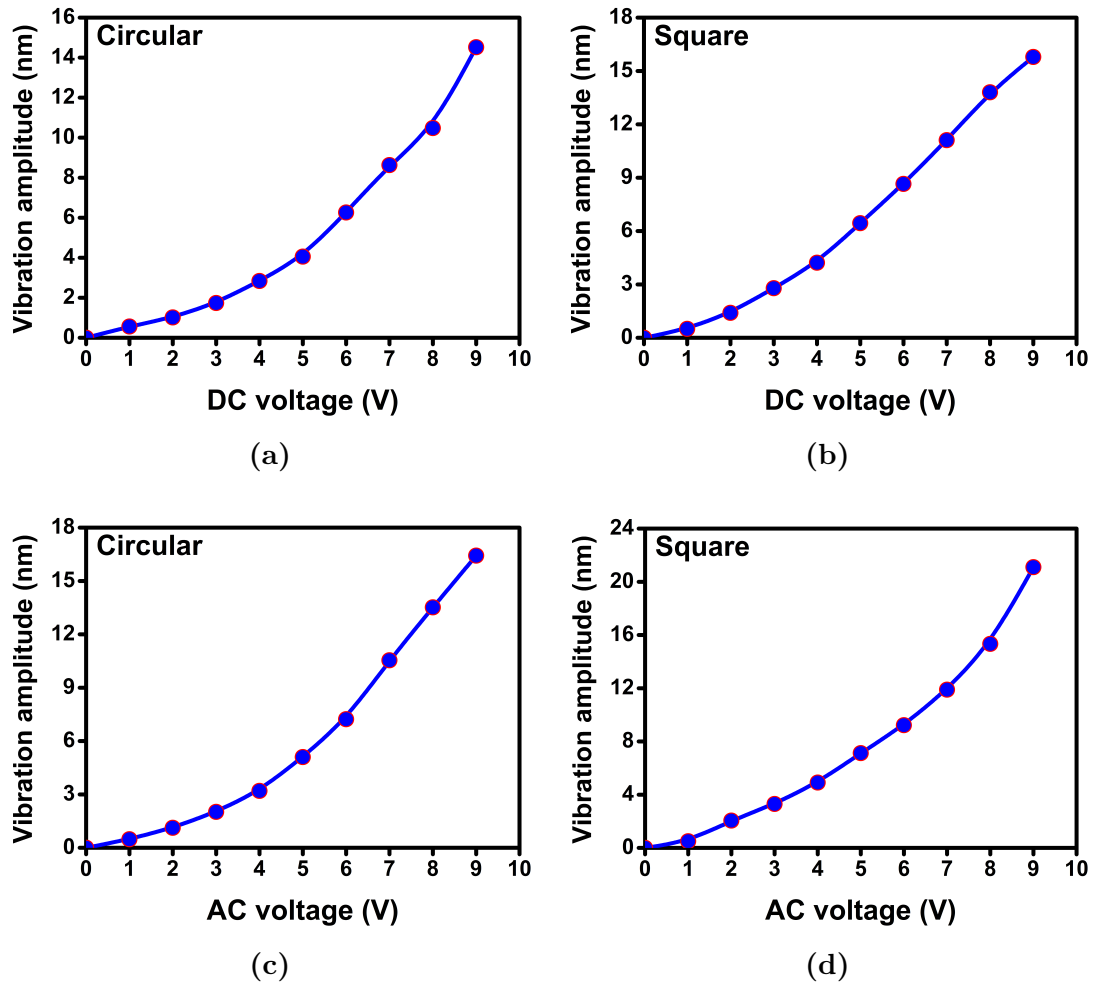 Circular
Vibration amplitude (nm)
16
14
12
10
8
6
4
2
0
0 1 2 3 4 5 6 7 8 9 10
DC voltage (V)
(a)
Square
Vibration amplitude (nm)
18
15
12
9
6
3
0
0 1 2 3 4 5 6 7 8 9 10
DC voltage (V)
(b)
Circular
Vibration amplitude (nm)
18
15
12
9
6
3
0
0 1 2 3 4 5 6 7 8 9 10
AC voltage (V)
(c)
Square
Vibration amplitude (nm)
24
20
16
12
8
4
0
0 1 2 3 4 5 6 7 8 9 10
AC voltage (V)
(d)